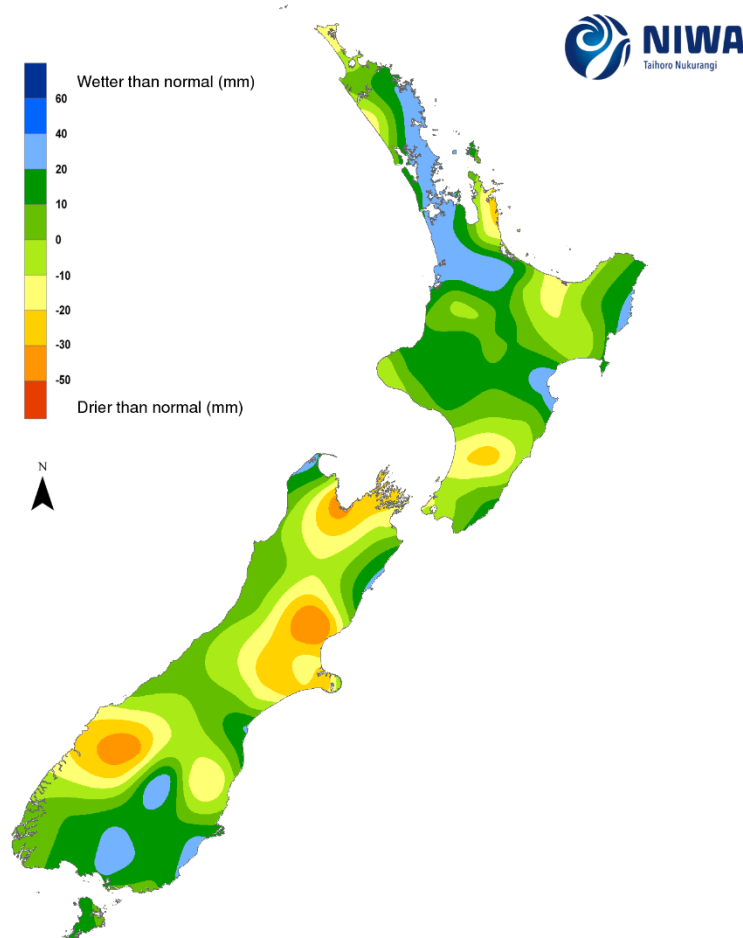 NIWA
Taihoro Nukurangi
Wetter than normal (mm)
60
40
20
10
0
-10
-20
-30
-50
Drier than normal (mm)
N